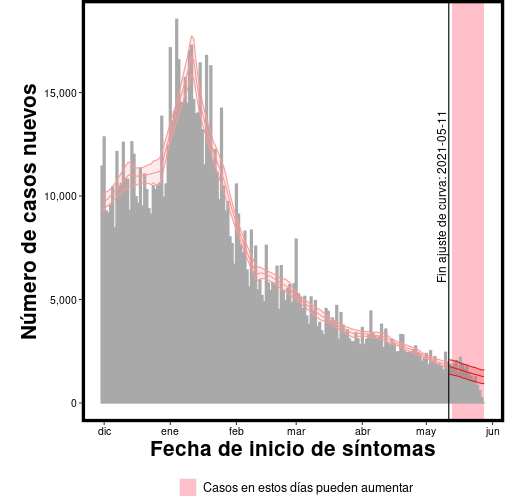 Número de casos nuevos
15,000
10,000
5,000
0
Fin ajuste de curva: 2021-05-11
dic ene feb mar abr may jun
Fecha de inicio de síntomas
Casos en estos días pueden aumentar